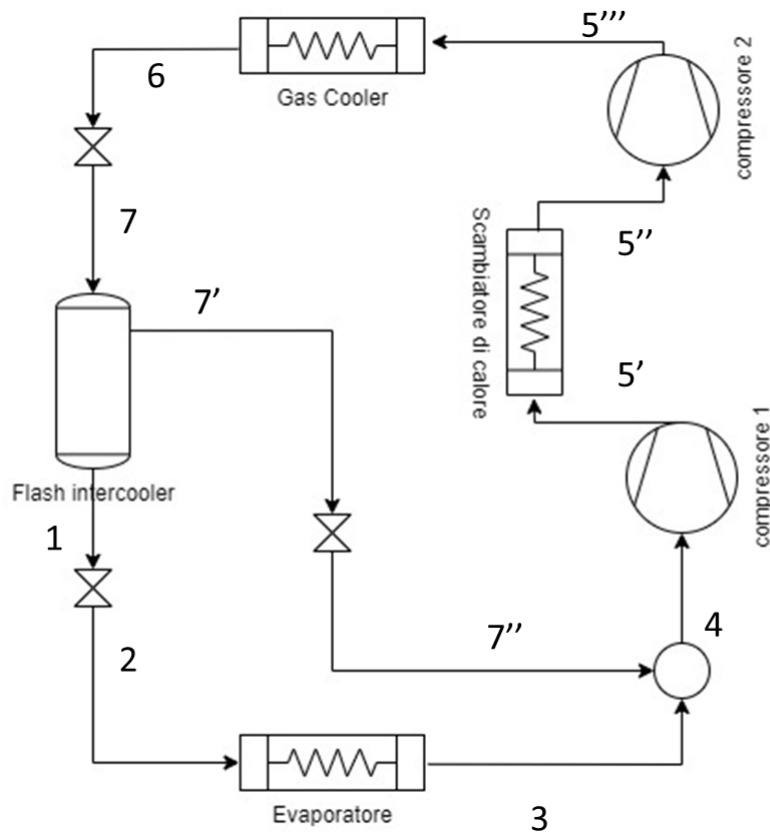 5’’’
6
Gas Cooler
compressore 2
7
Scambiatore di calore
5’’
7’
5’
Flash intercooler
compressore 1
1
2
7’’
4
Evaporatore
3